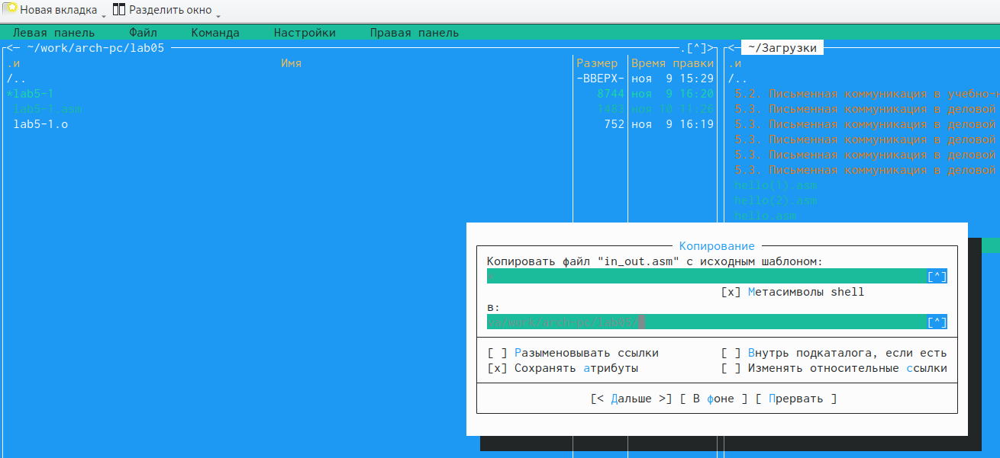 Новая вкладка Разделить окно
Левая панель Файл Команда Настройки Правая панель
<─ ~/work/arch-pc/lab05 .[^]> <─ ~/Загрузки
.и Имя Размер Время правки .и
/.. -ВВЕРХ- ноя 9 15:29 /..
*lab5-1 8744 ноя 9 16:20 5.2. Письменная коммуникация в учебно-
lab5-1.asm 1483 ноя 10 11:26 5.3. Письменная коммуникация в деловой
lab5-1.o 752 ноя 9 16:19 5.3. Письменная коммуникация в деловой
5.3. Письменная коммуникация в деловой
5.3. Письменная коммуникация в деловой
5.3. Письменная коммуникация в деловой
hello(1).asm
hello(2).asm
hello.asm
Копирование
Копировать файл "in_out.asm" с исходным шаблоном:
[^]
[x] Метасимволы shell
в:
/work/arch-pc/lab05/ [^]
[ ] Разыменовывать ссылки [ ] Внутрь подкаталога, если есть
[x] Сохранять атрибуты [ ] Изменять относительные ссылки
[< Дальше >] [ В фоне ] [ Прервать ]